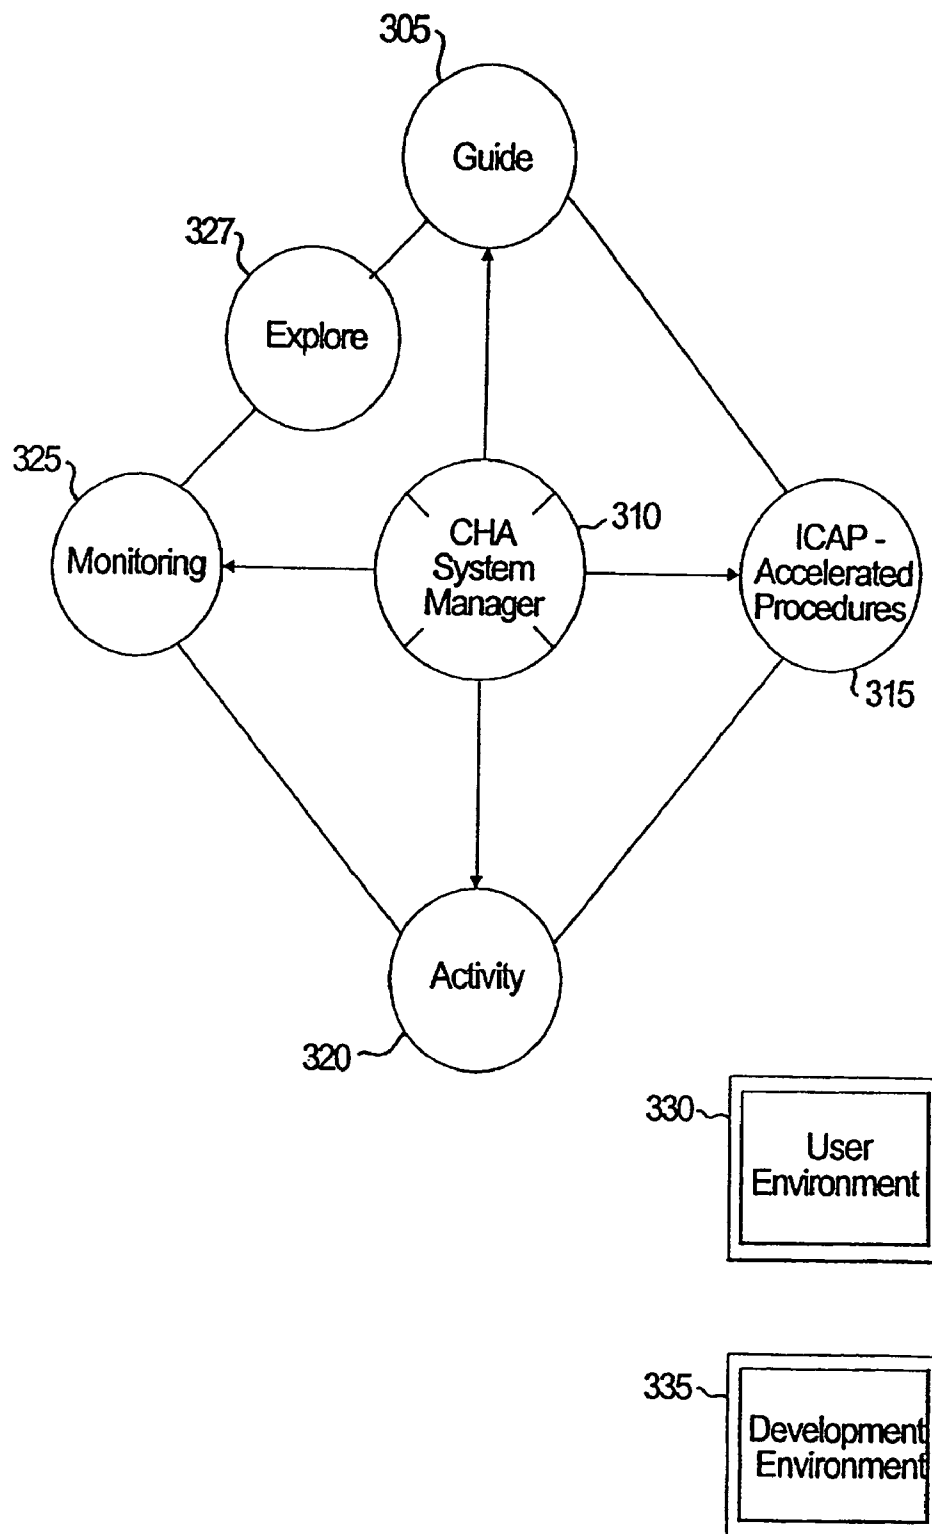 305
Guide
327
Explore
325
Monitoring
CHA
System
Manager
310
ICAP -
Accelerated
Procedures
315
Activity
320
330
User
Environment
335
Development
Environment